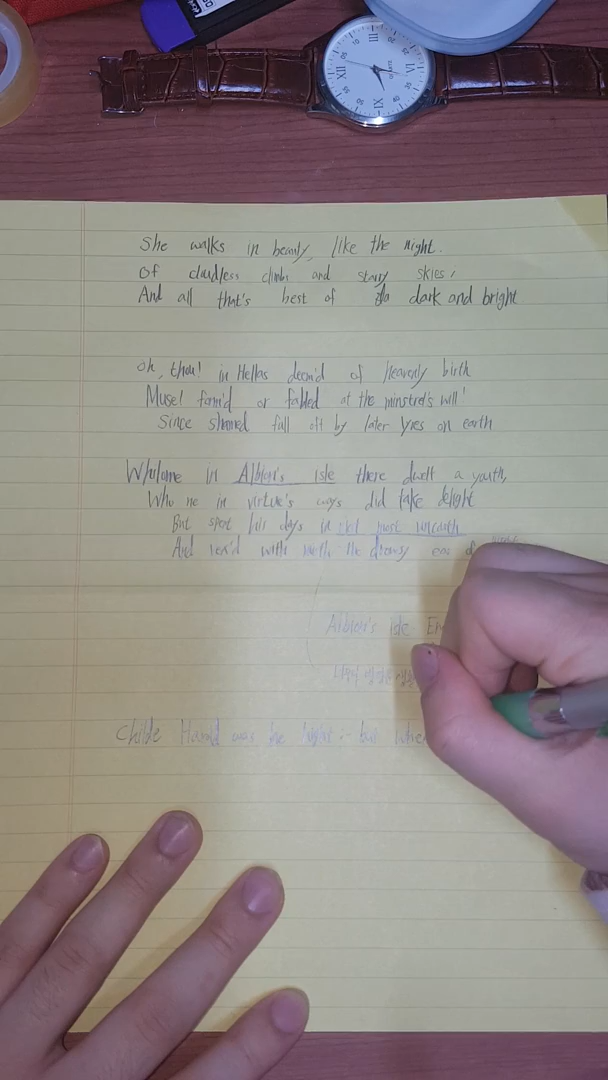 She walks in beauty, like the night.
Of cloudless climbs and starry skies,
And all that's best of dark and bright
Oh, thou! in Hellas deem'd of Heavenly birth
Muse! form'd or fabled at the minstrel's will!
Since shamed full oft by later lyres on earth
Whilome in Albion's isle there dwelt a youth,
Who ne in virtue's ways did take delight
But spent his days in riot most uncouth
And vex'd with mirth the drowsy ear of
Albion's isle
Childe Harold was he hight :- but whe